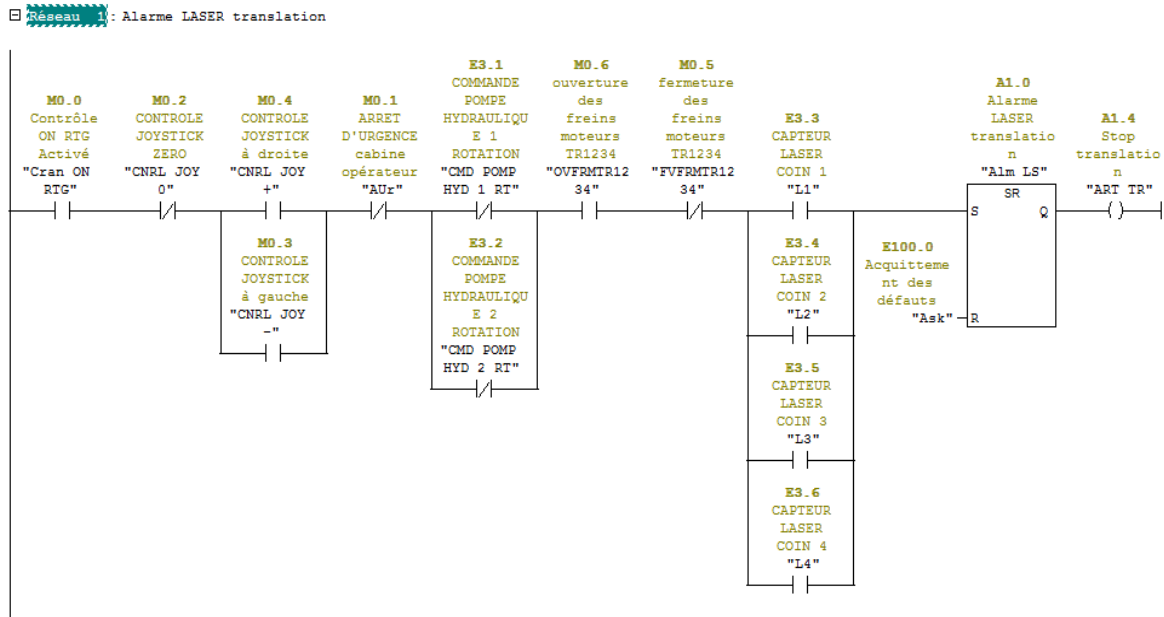 Réseau 1 : Alarme LASER translation
M0.0
Contrôle
ON RTG
Activé
"Cran ON
RTG"
M0.2
CONTROLE
JOYSTICK
ZERO
"CNRL JOY
0"
M0.4
CONTROLE
JOYSTICK
à droite
"CNRL JOY
+"
M0.3
CONTROLE
JOYSTICK
à gauche
"CNRL JOY
-"
M0.1
ARRET
D'URGENCE
cabine
opérateur
"AUr"
E3.1
COMMANDE
POMPE
HYDRAULIQU
E 1
ROTATION
"CMD POMP
HYD 1 RT"
E3.2
COMMANDE
POMPE
HYDRAULIQU
E 2
ROTATION
"CMD POMP
HYD 2 RT"
M0.6
ouverture
des
freins
moteurs
TR1234
"OVFRMTR12
34"
M0.5
fermeture
des
freins
moteurs
TR1234
"FVFRMTR12
34"
E3.3
CAPTEUR
LASER
COIN 1
"L1"
E3.4
CAPTEUR
LASER
COIN 2
"L2"
E3.5
CAPTEUR
LASER
COIN 3
"L3"
E3.6
CAPTEUR
LASER
COIN 4
"L4"
E100.0
Acquitteme
nt des
défauts
"Ask"
A1.0
Alarme
LASER
translatio
n
"Alm LS"
SR
S
Q
R
A1.4
Stop
translatio
n
"ART TR"